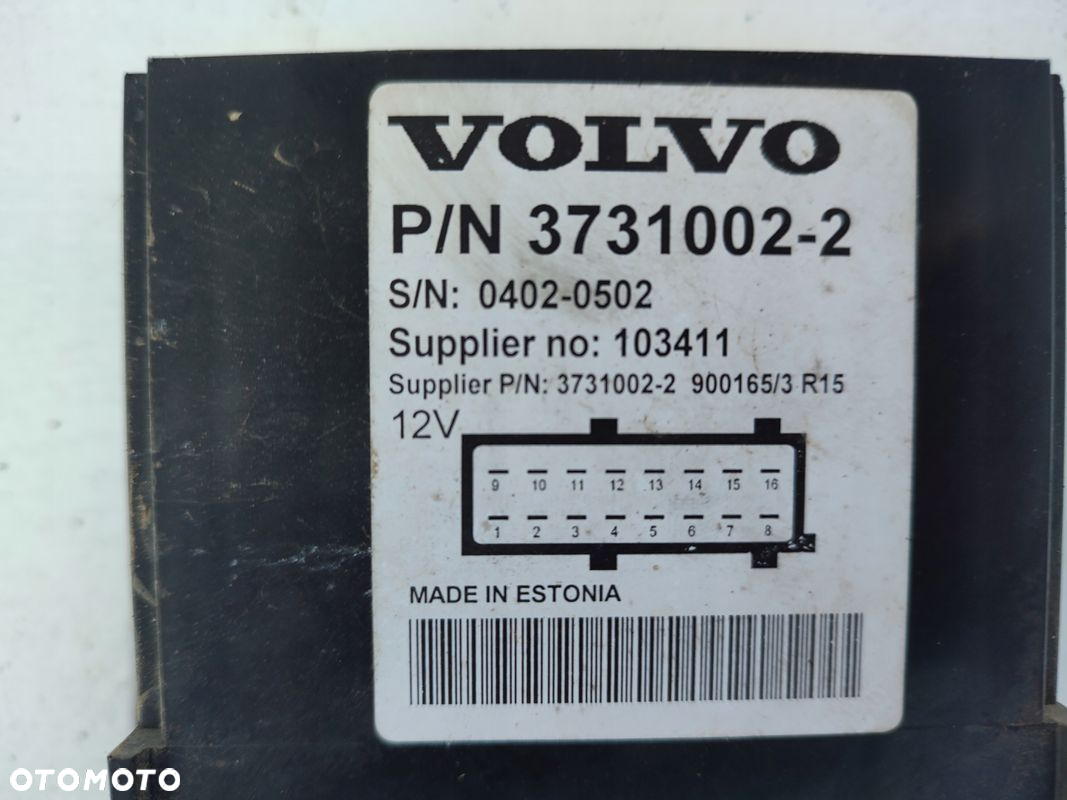 VOLVO
P/N 3731002-2
S/N: 0402-0502
Supplier no: 103411
Supplier P/N: 3731002-2 900165/3 R15
12V
9 10 11 12 13 14 15 16
1 2 3 4 5 6 7 8
MADE IN ESTONIA
OTOMOTO